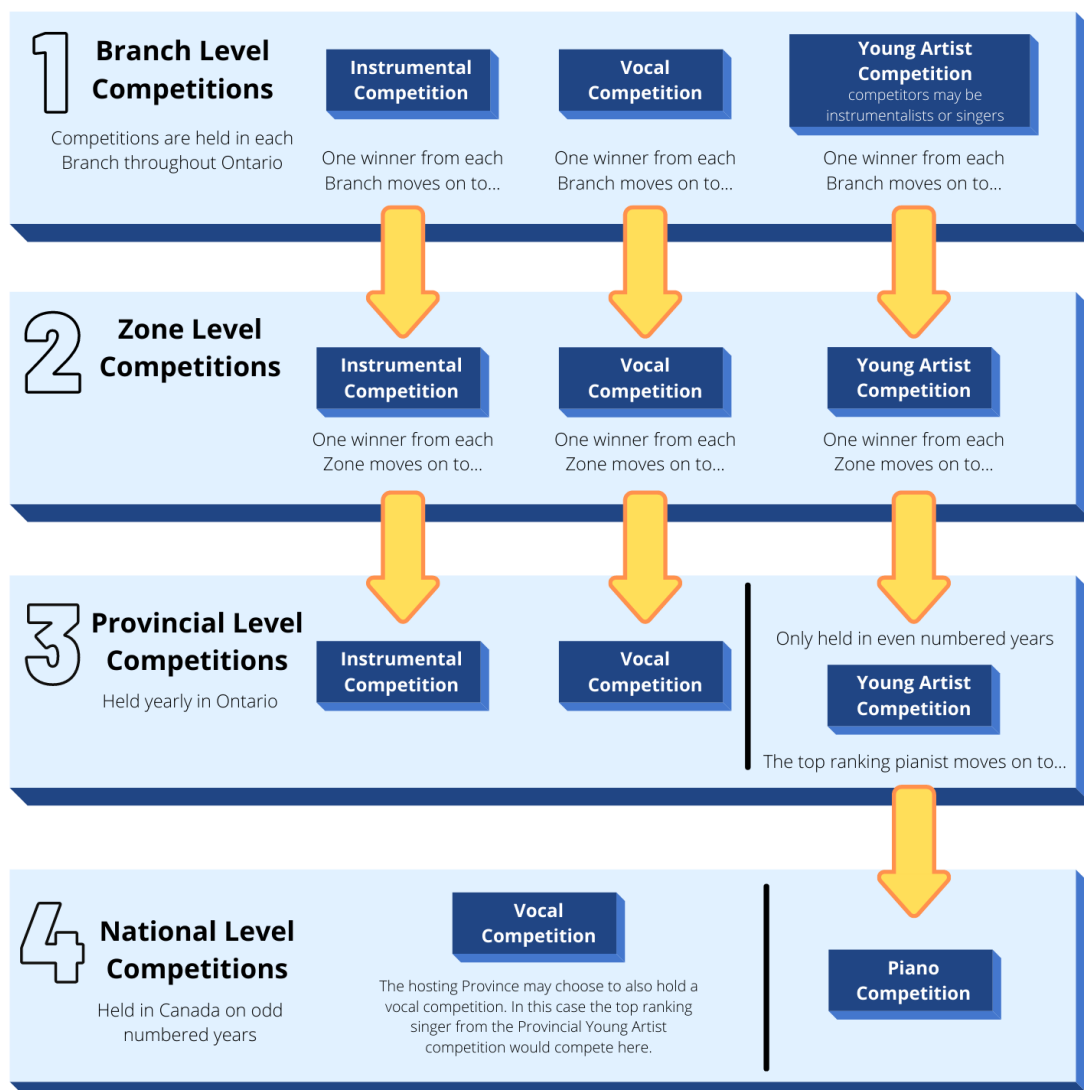 1
Branch Level
Competitions
Competitions are held in each
Branch throughout Ontario
Instrumental
Competition
One winner from each
Branch moves on to...
Vocal
Competition
One winner from each
Branch moves on to...
Young Artist
Competition
competitors may be
instrumentalists or singers
One winner from each
Branch moves on to...
2
Zone Level
Competitions
Instrumental
Competition
One winner from each
Zone moves on to...
Vocal
Competition
One winner from each
Zone moves on to...
Young Artist
Competition
One winner from each
Zone moves on to...
3
Provincial Level
Competitions
Held yearly in Ontario
Instrumental
Competition
Vocal
Competition
Only held in even numbered years
Young Artist
Competition
The top ranking pianist moves on to...
4
National Level
Competitions
Held in Canada on odd
numbered years
Vocal
Competition
The hosting Province may choose to also hold a
vocal competition. In this case the top ranking
singer from the Provincial Young Artist
competition would compete here.
Piano
Competition